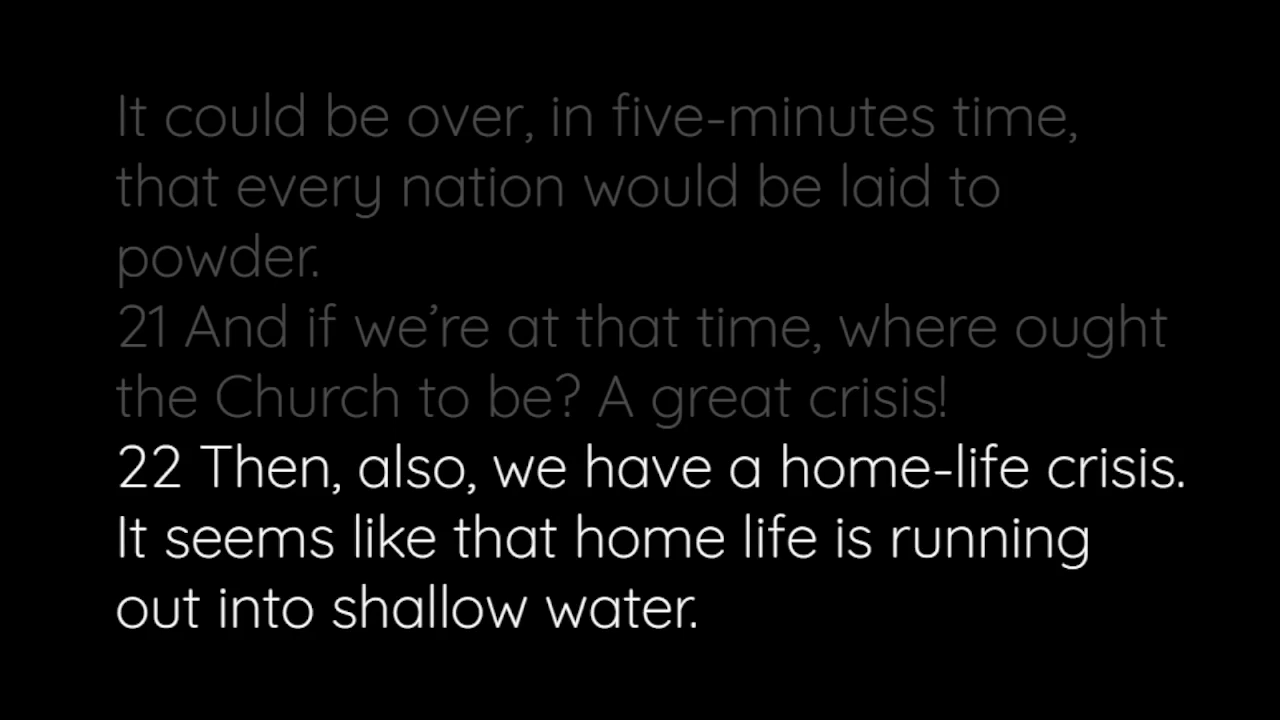 It could be over, in five-minutes time,
that every nation would be laid to
powder.
21 And if we’re at that time, where ought
the Church to be? A great crisis!
22 Then, also, we have a home-life crisis.
It seems like that home life is running
out into shallow water.